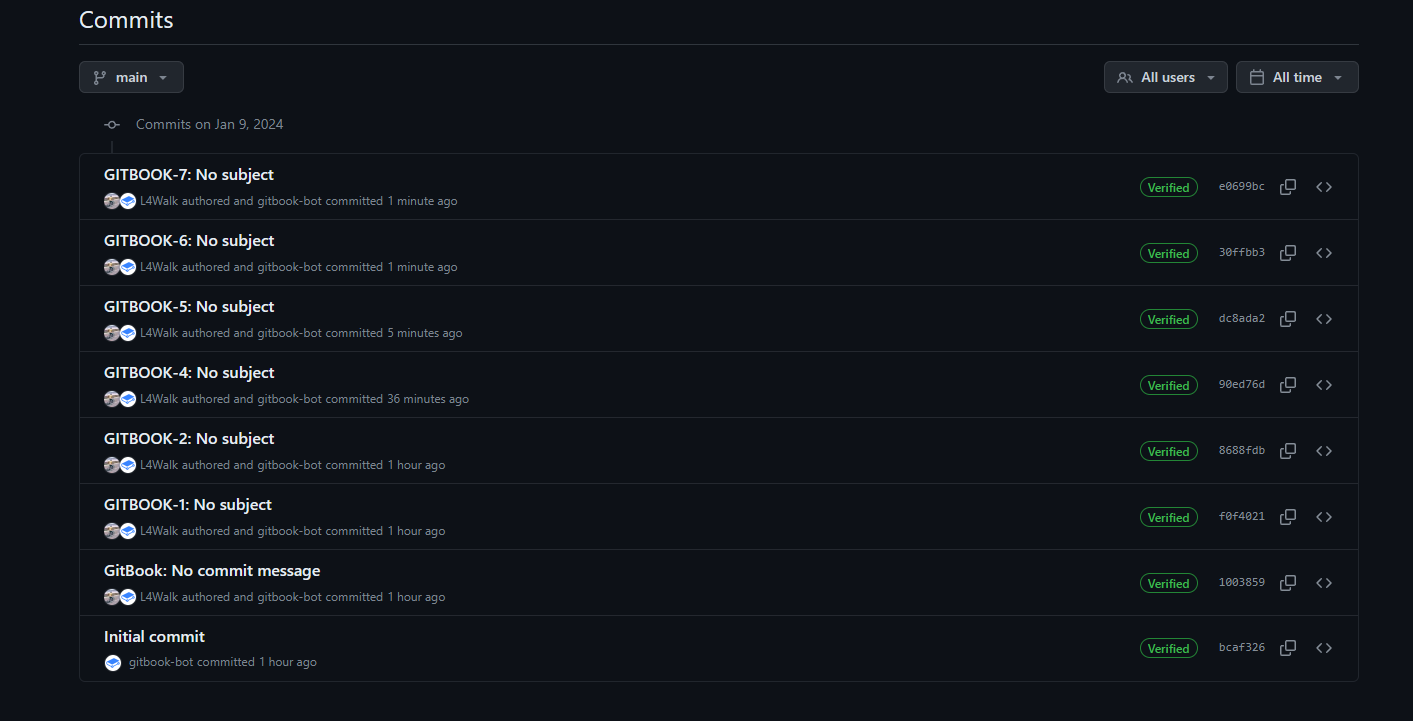 Commits
main
All users
All time
Commits on Jan 9, 2024
GITBOOK-7: No subject
L4Walk authored and gitbook-bot committed 1 minute ago
Verified
e0699bc
GITBOOK-6: No subject
L4Walk authored and gitbook-bot committed 1 minute ago
Verified
30ffbb3
GITBOOK-5: No subject
L4Walk authored and gitbook-bot committed 5 minutes ago
Verified
dc8ada2
GITBOOK-4: No subject
L4Walk authored and gitbook-bot committed 36 minutes ago
Verified
90ed76d
GITBOOK-2: No subject
L4Walk authored and gitbook-bot committed 1 hour ago
Verified
8688fdb
GITBOOK-1: No subject
L4Walk authored and gitbook-bot committed 1 hour ago
Verified
f0f4021
GitBook: No commit message
L4Walk authored and gitbook-bot committed 1 hour ago
Verified
1003859
Initial commit
gitbook-bot committed 1 hour ago
Verified
bcaf326